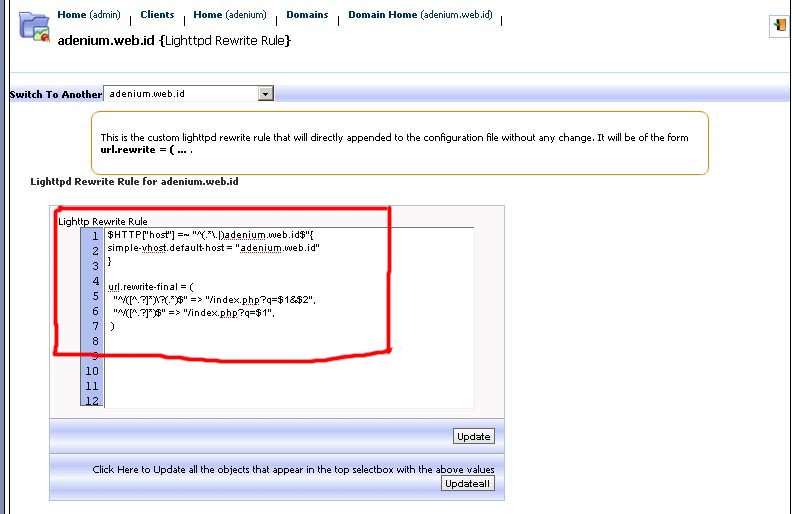 Home (admin) Clients Home (adenium) Domains Domain Home (adenium.web.id)
adenium.web.id {Lighttpd Rewrite Rule}
Switch To Another adenium.web.id
This is the custom lighttpd rewrite rule that will directly appended to the configuration file without any change. It will be of the form
url.rewrite = ( ... .
Lighttpd Rewrite Rule for adenium.web.id
Lighttp Rewrite Rule
1 $HTTP["host"] =~ "^(.*\.|)adenium.web.id$"{
2 simple-vhost.default-host = "adenium.web.id"
3 }
4
5 url.rewrite-final = (
6 "^/([^.?]*)\?(.*)$" => "/index.php?q=$1&$2",
7 "^/([^.?]*)$" => "/index.php?q=$1",
8 )
9
10
11
12
Update
Click Here to Update all the objects that appear in the top selectbox with the above values
Updateall